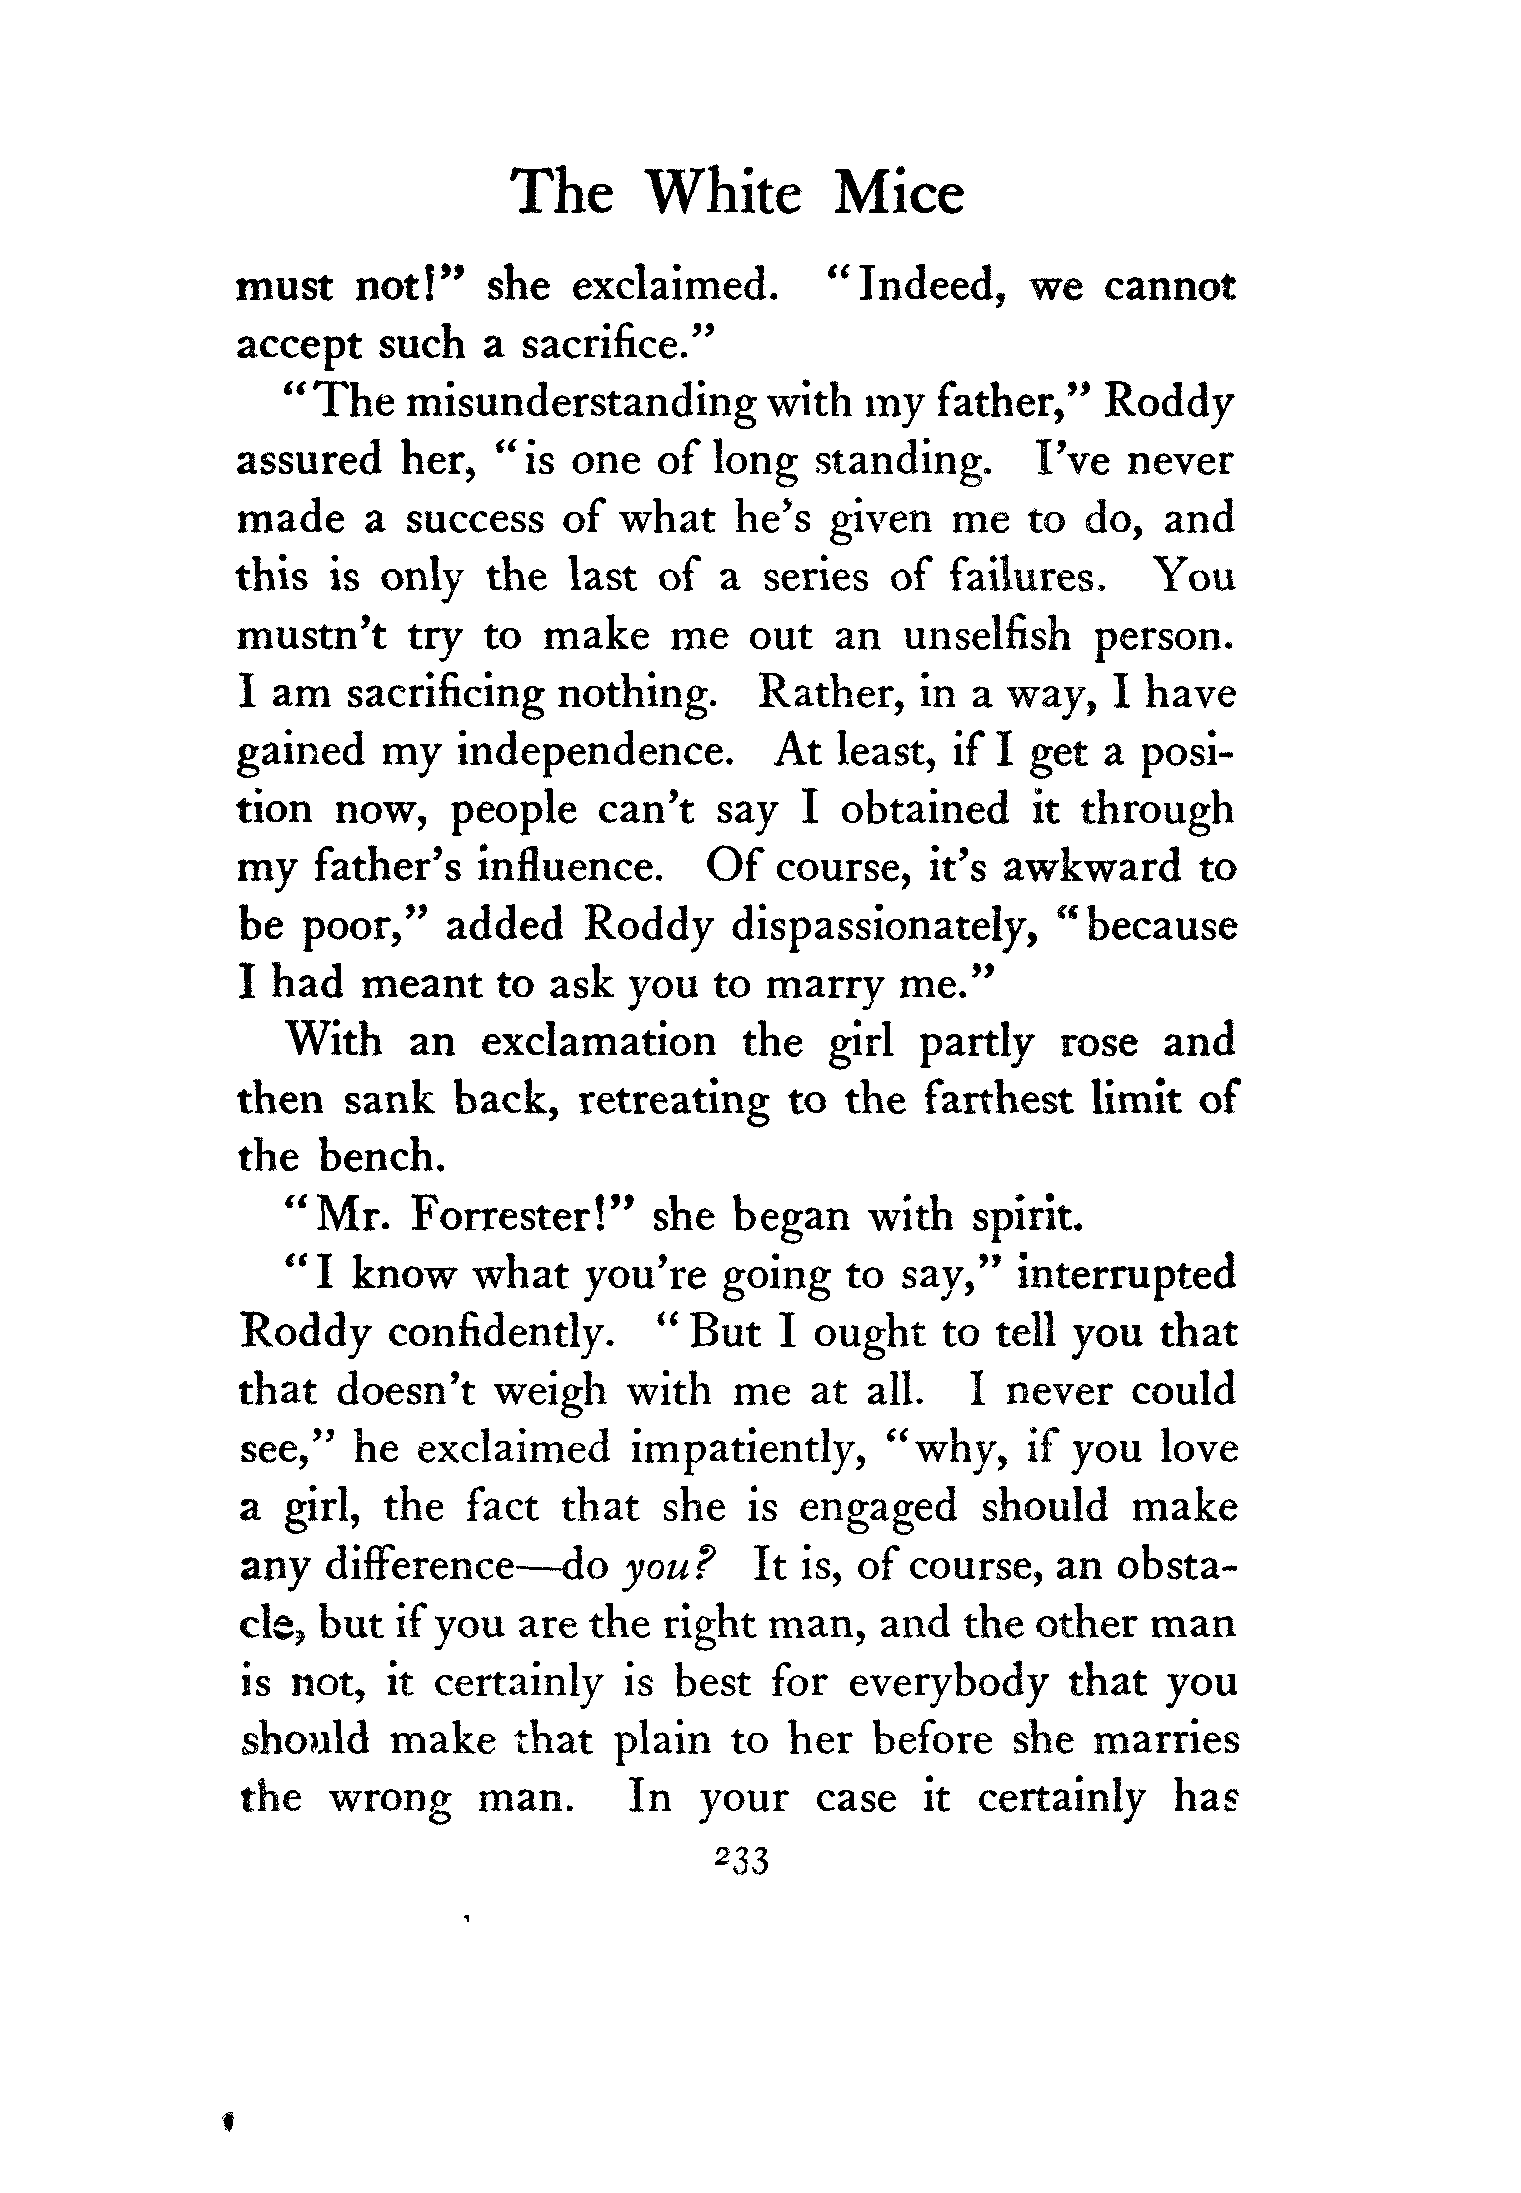 The White Mice
must not!” she exclaimed. “Indeed, we cannot
accept such a sacrifice.”
“The misunderstanding with my father,” Roddy
assured her, “is one of long standing. I’ve never
made a success of what he’s given me to do, and
this is only the last of a series of failures. You
mustn’t try to make me out an unselfish person.
I am sacrificing nothing. Rather, in a way, I have
gained my independence. At least, if I get a posi-
tion now, people can’t say I obtained it through
my father’s influence. Of course, it’s awkward to
be poor,” added Roddy dispassionately, “because
I had meant to ask you to marry me.”
With an exclamation the girl partly rose and
then sank back, retreating to the farthest limit of
the bench.
“Mr. Forrester!” she began with spirit.
“I know what you’re going to say,” interrupted
Roddy confidently. “But I ought to tell you that
that doesn’t weigh with me at all. I never could
see,” he exclaimed impatiently, “why, if you love
a girl, the fact that she is engaged should make
any difference—do you? It is, of course, an obsta-
cle, but if you are the right man, and the other man
is not, it certainly is best for everybody that you
should make that plain to her before she marries
the wrong man. In your case it certainly has
233